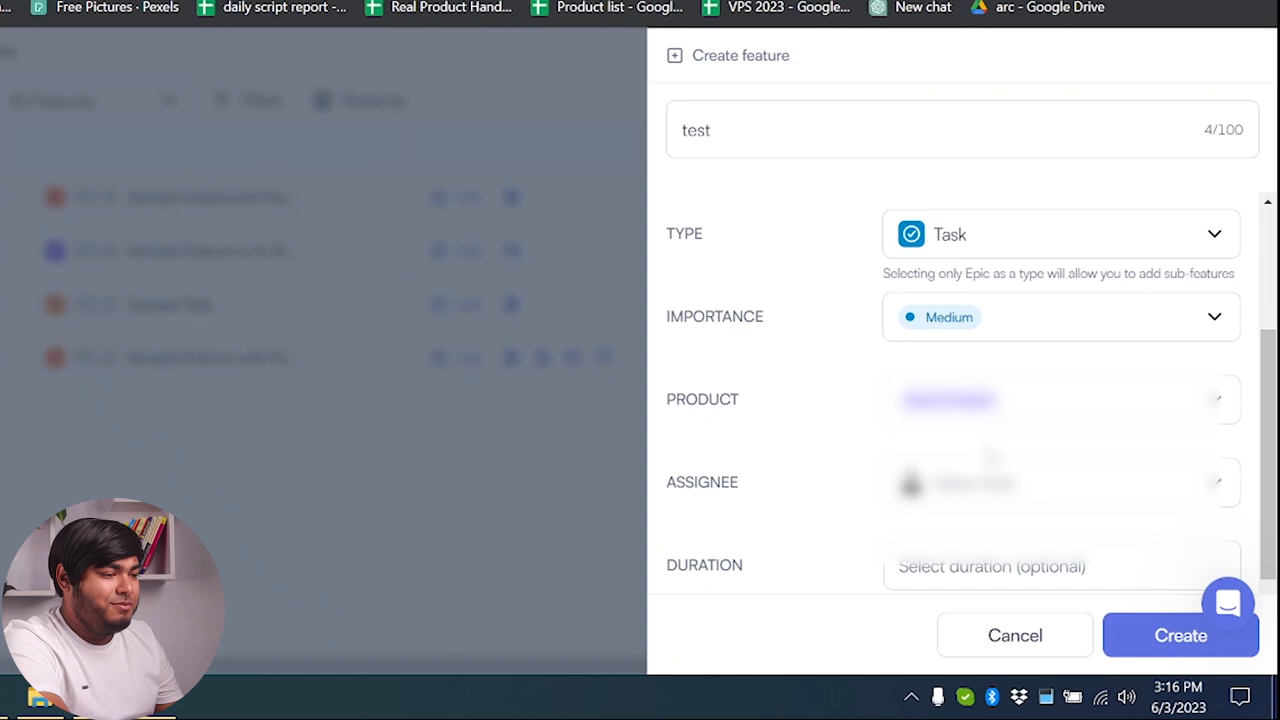 Free Pictures · Pexels
daily script report -...
Real Product Hand...
Product list - Googl...
VPS 2023 - Google...
New chat
arc - Google Drive
Create feature
test
4/100
TYPE
Task
Selecting only Epic as a type will allow you to add sub-features
IMPORTANCE
Medium
PRODUCT
ASSIGNEE
DURATION
Select duration (optional)
Cancel
Create
3:16 PM
6/3/2023